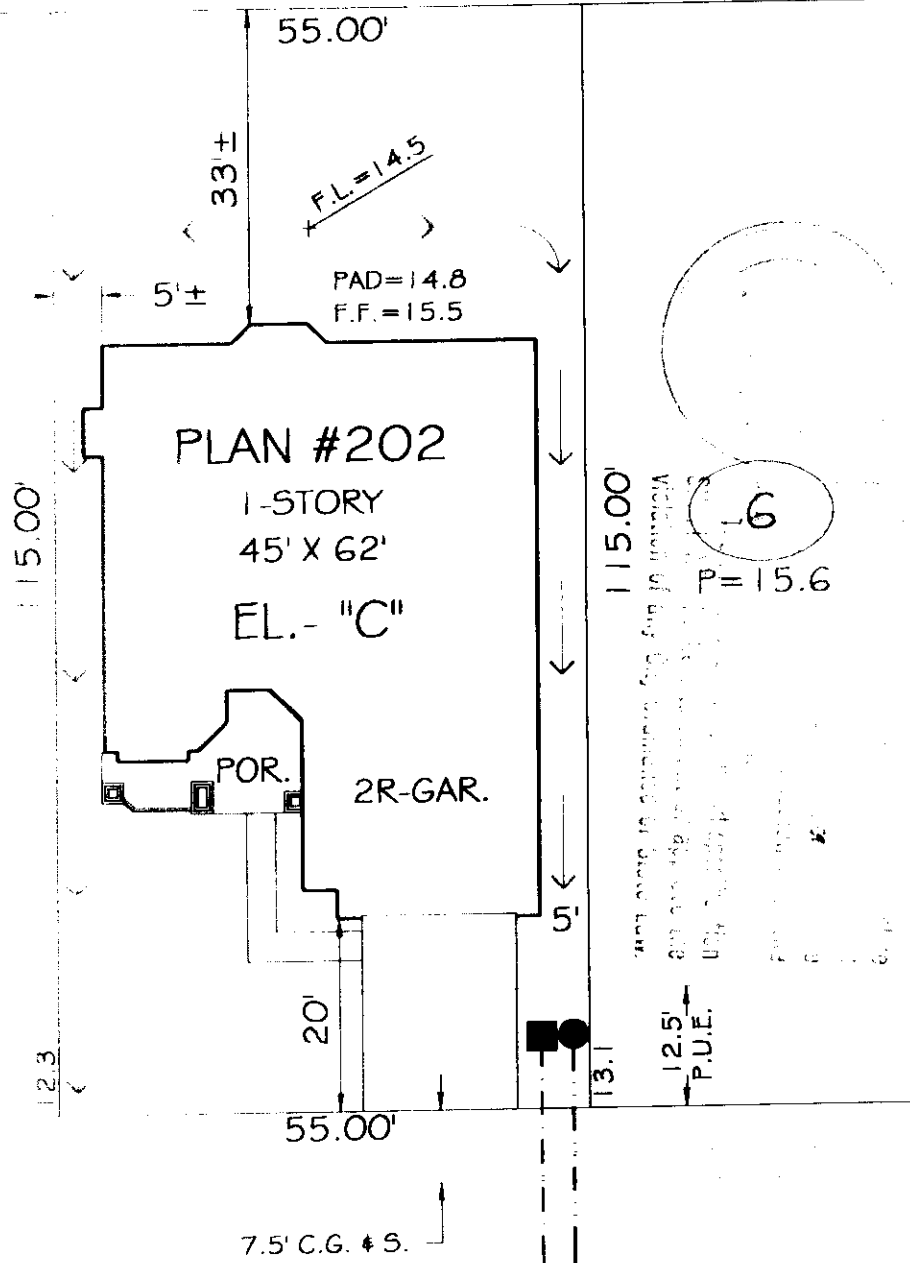 55.00'
33'±
F.L.=14.5
5'±
PAD=14.8
F.F.=15.5
PLAN #202
1-STORY
45' X 62'
EL.- "C"
115.00'
115.00'
6
P=15.6
POR.
2R-GAR.
5'
20'
12.3
13.1
12.5'
P.U.E.
55.00'
7.5' C.G. & S.